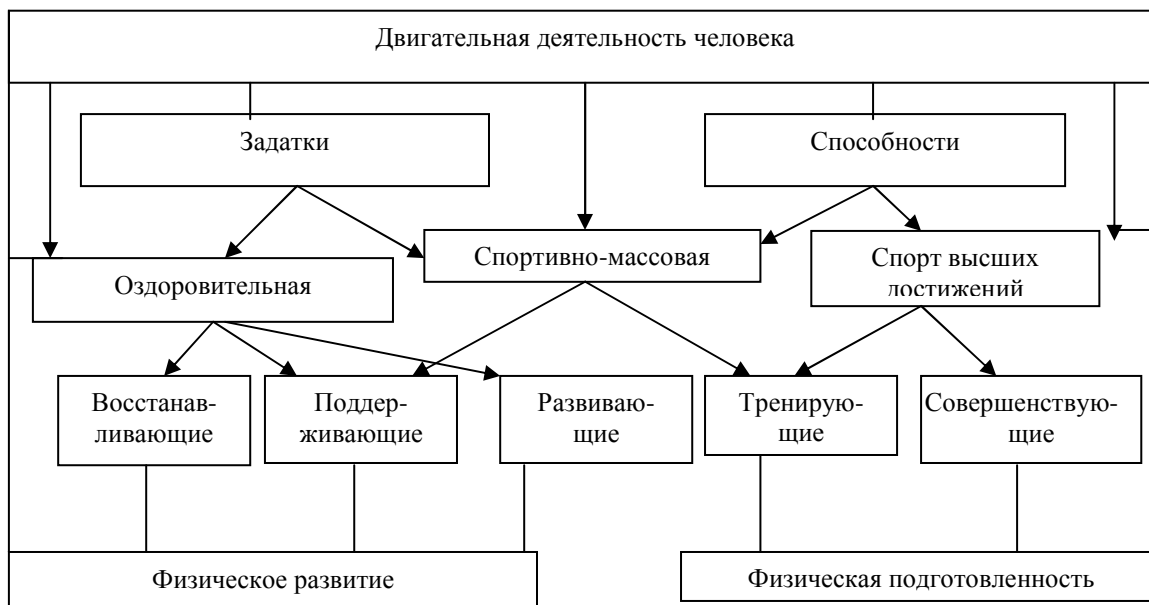 Двигательная деятельность человека
Задатки
Способности
Спортивно-массовая
Спорт высших
достижений
Оздоровительная
Восстанав-
ливающие
Поддер-
живающие
Развиваю-
щие
Тренирую-
щие
Совершенствую-
щие
Физическое развитие
Физическая подготовленность